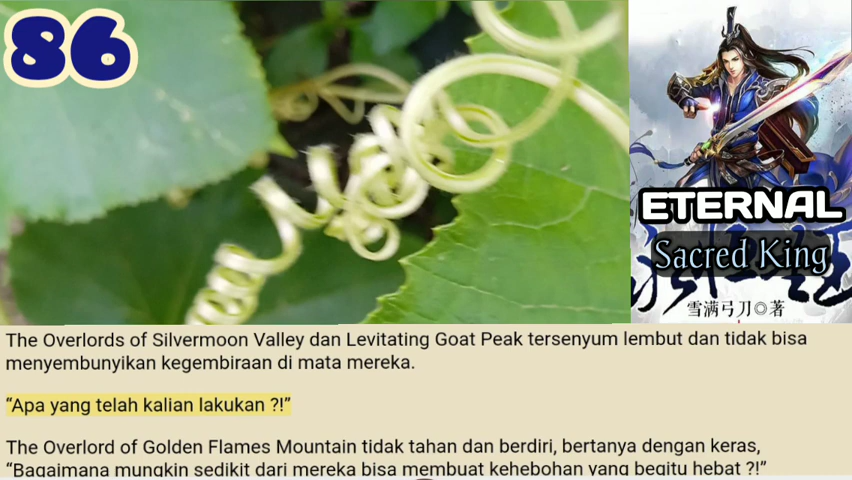 86
ETERNAL
Sacred King
雪满弓刀◎著
The Overlords of Silvermoon Valley dan Levitating Goat Peak tersenyum lembut dan tidak bisa
menyembunyikan kegembiraan di mata mereka.
“Apa yang telah kalian lakukan ?!”
The Overlord of Golden Flames Mountain tidak tahan dan berdiri, bertanya dengan keras,
“Bagaimana mungkin sedikit dari mereka bisa membuat kehebohan yang begitu hebat ?!”